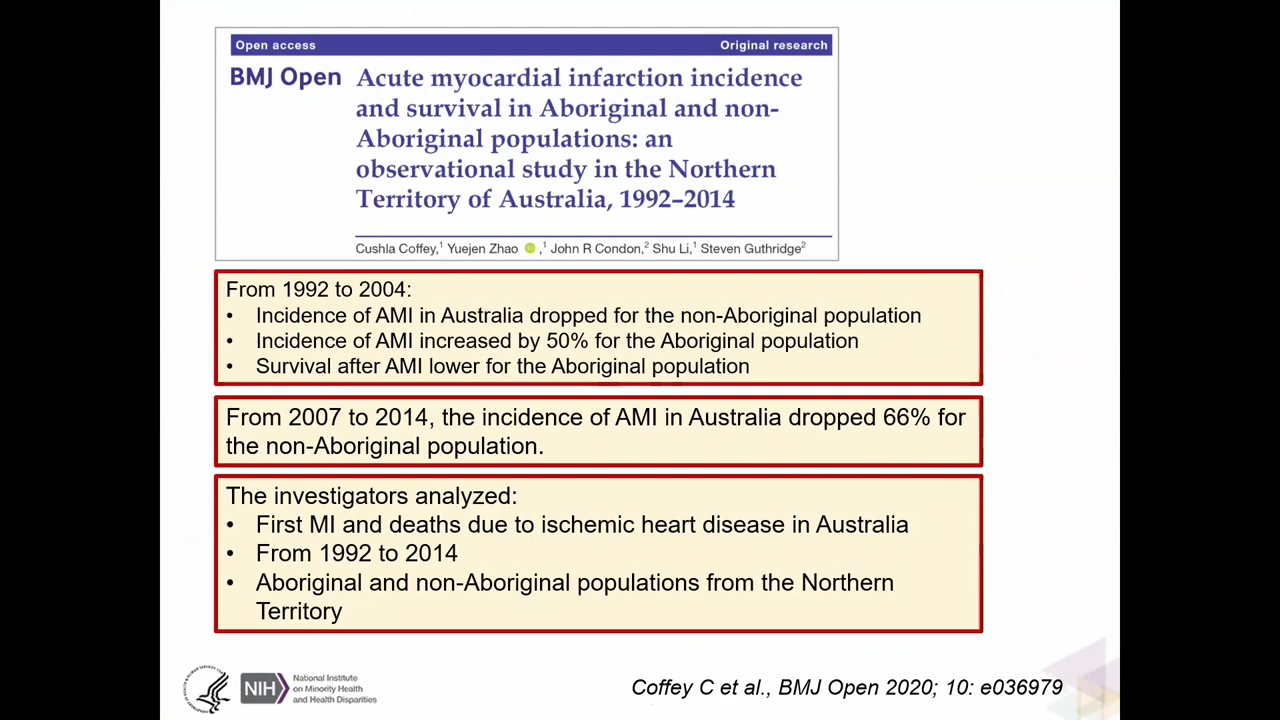 Open access
Original research
BMJ Open
Acute myocardial infarction incidence
and survival in Aboriginal and non-
Aboriginal populations: an
observational study in the Northern
Territory of Australia, 1992–2014
Cushla Coffey,1 Yuejen Zhao ,1 John R Condon,2 Shu Li,1 Steven Guthridge2
From 1992 to 2004:
• Incidence of AMI in Australia dropped for the non-Aboriginal population
• Incidence of AMI increased by 50% for the Aboriginal population
• Survival after AMI lower for the Aboriginal population
From 2007 to 2014, the incidence of AMI in Australia dropped 66% for
the non-Aboriginal population.
The investigators analyzed:
• First MI and deaths due to ischemic heart disease in Australia
• From 1992 to 2014
• Aboriginal and non-Aboriginal populations from the Northern
Territory
NIH
National Institute
on Minority Health
and Health Disparities
Coffey C et al., BMJ Open 2020; 10: e036979